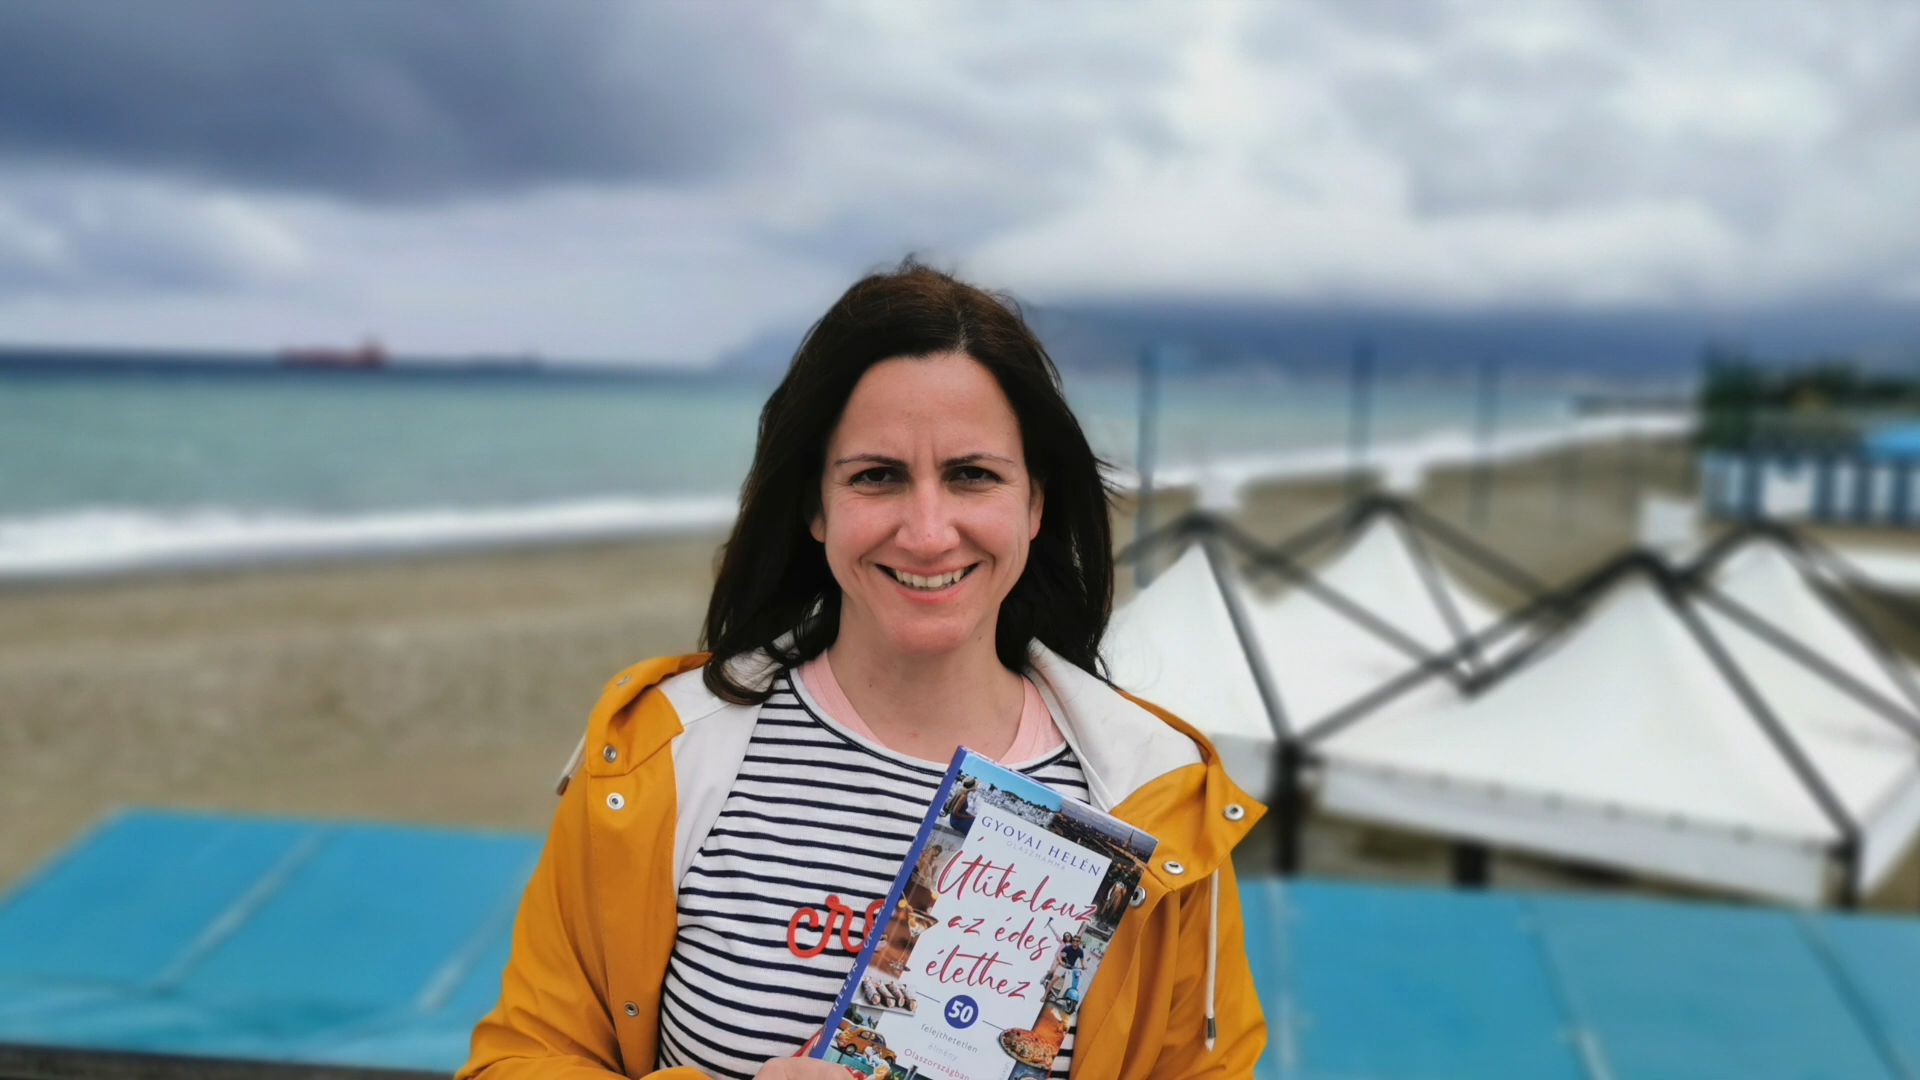 GYOVAI HELÉN
OLASZMAMMA
Útikalauz
az édes
élethez
50
felejthetetlen
élmény
Olaszországban